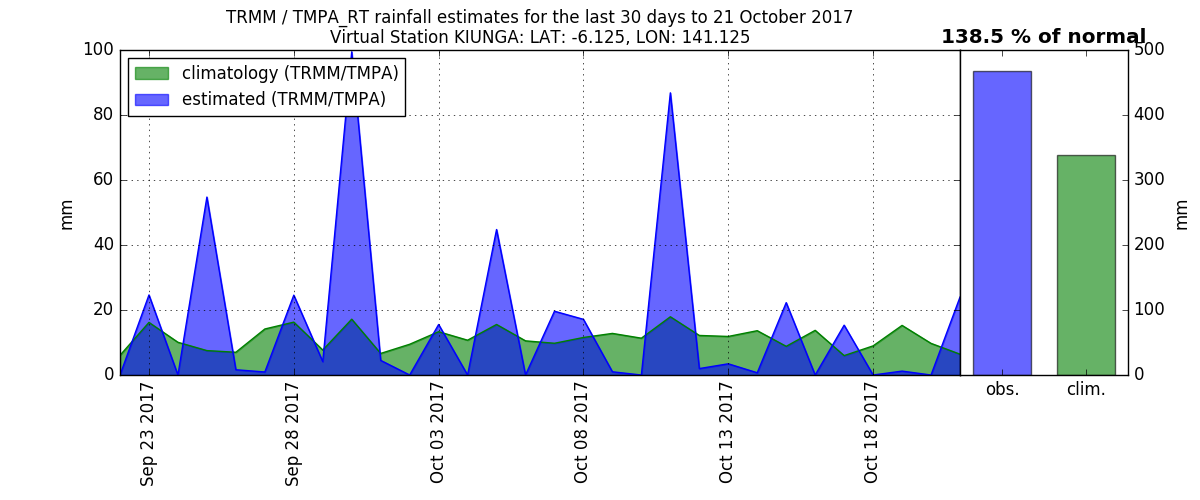 TRMM / TMPA_RT rainfall estimates for the last 30 days to 21 October 2017
Virtual Station KIUNGA: LAT: -6.125, LON: 141.125
138.5 % of normal
climatology (TRMM/TMPA)
estimated (TRMM/TMPA)
100
80
60
40
20
0
mm
500
400
300
200
100
0
mm
Sep 23 2017
Sep 28 2017
Oct 03 2017
Oct 08 2017
Oct 13 2017
Oct 18 2017
obs.
clim.